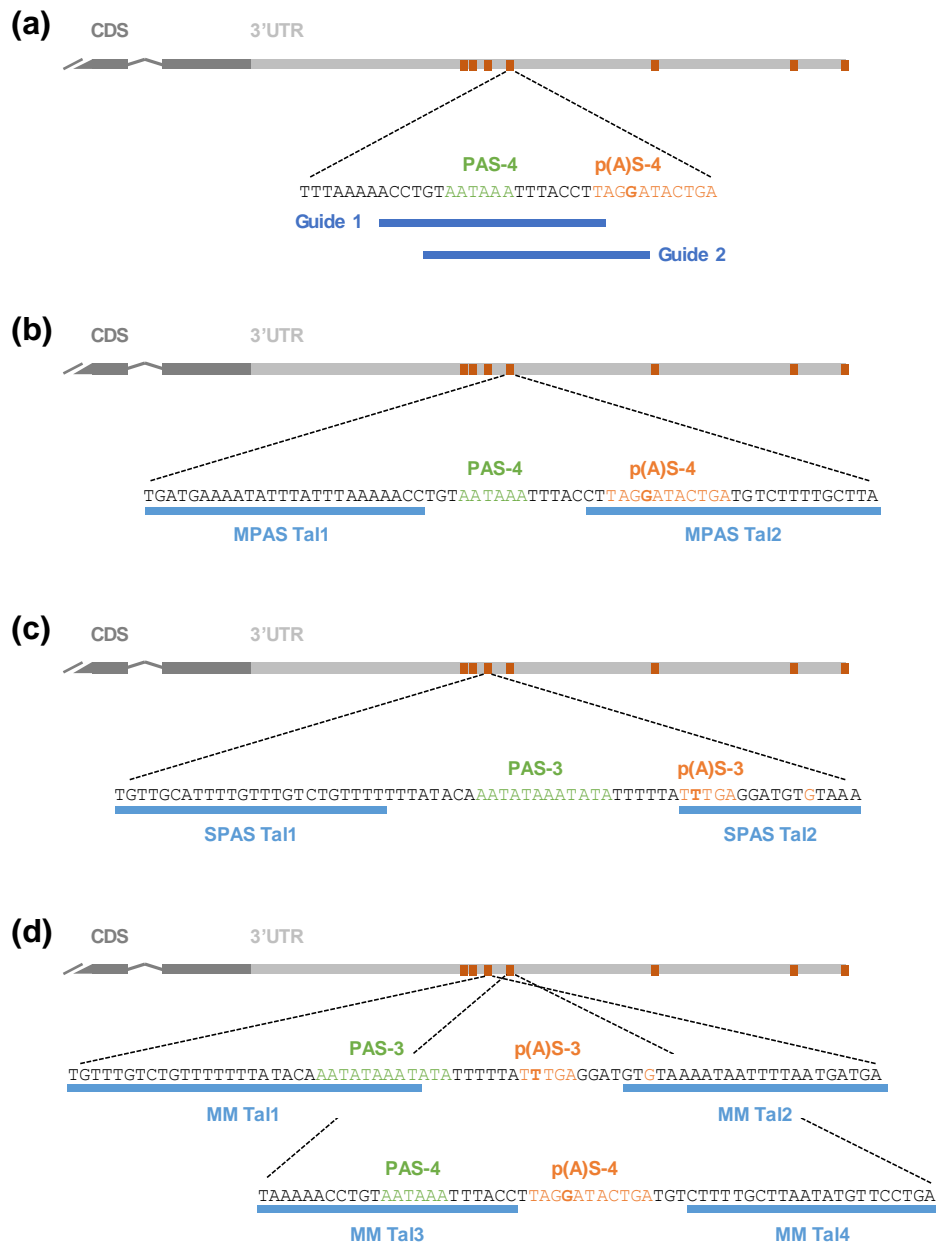 (a)
CDS 3'UTR
PAS-4 p(A)S-4
TTTAAAAACCTGTAATAAATTTACCTTAGGATACTGA
Guide 1
Guide 2
(b)
CDS 3'UTR
PAS-4 p(A)S-4
TGATGAAAATATTTATTTAAAAACCTGTAATAAATTTACCTTAGGATACTGATGTCTTTTGCTTA
MPAS Tal1 MPAS Tal2
(c)
CDS 3'UTR
PAS-3 p(A)S-3
TGTTGCATTTTGTTTGTCTGTTTTTTTATACAAATATAAATATATTTTTATTTGAGGATGTGTAAA
SPAS Tal1 SPAS Tal2
(d)
CDS 3'UTR
PAS-3 p(A)S-3
TGTTTGTCTGTTTTTTTATACAAATATAAATATATTTTTATTTGAGGATGTGTAAAATAATTTTAATGATGA
MM Tal1 MM Tal2
PAS-4 p(A)S-4
TAAAAACCTGTAATAAATTTACCTTAGGATACTGATGTCTTTTGCTTAATATGTTCCTGA
MM Tal3 MM Tal4